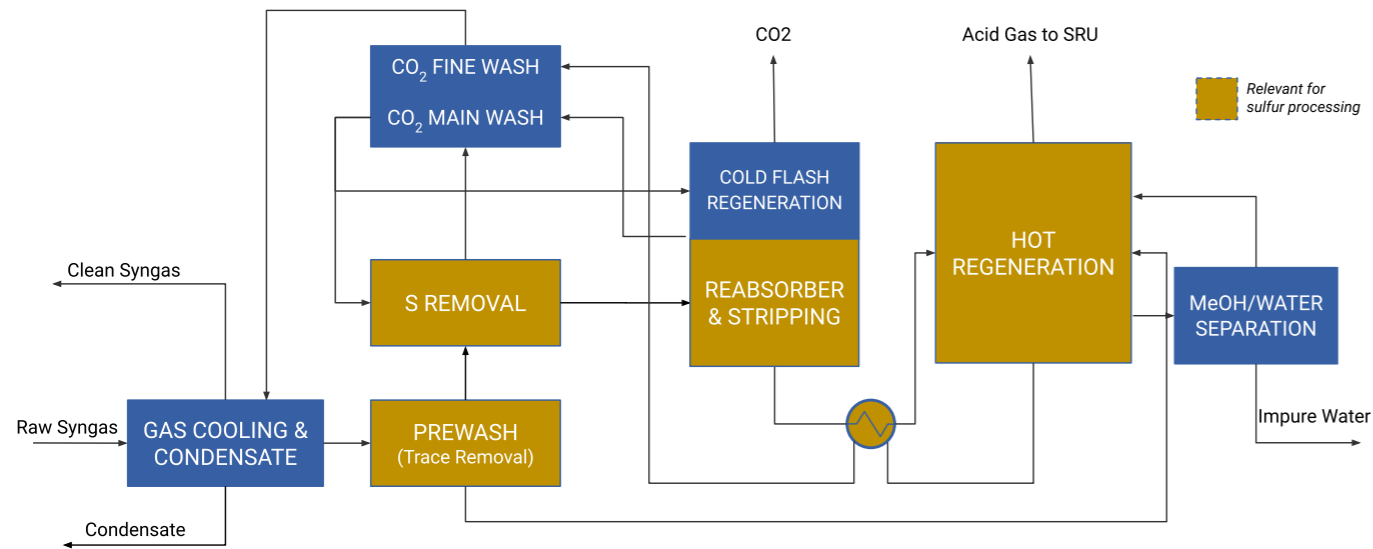 CO2
Acid Gas to SRU
CO₂ FINE WASH
CO₂ MAIN WASH
Relevant for
sulfur processing
COLD FLASH
REGENERATION
HOT
REGENERATION
Clean Syngas
S REMOVAL
REABSORBER
& STRIPPING
MeOH/WATER
SEPARATION
Raw Syngas
GAS COOLING &
CONDENSATE
PREWASH
(Trace Removal)
Impure Water
Condensate